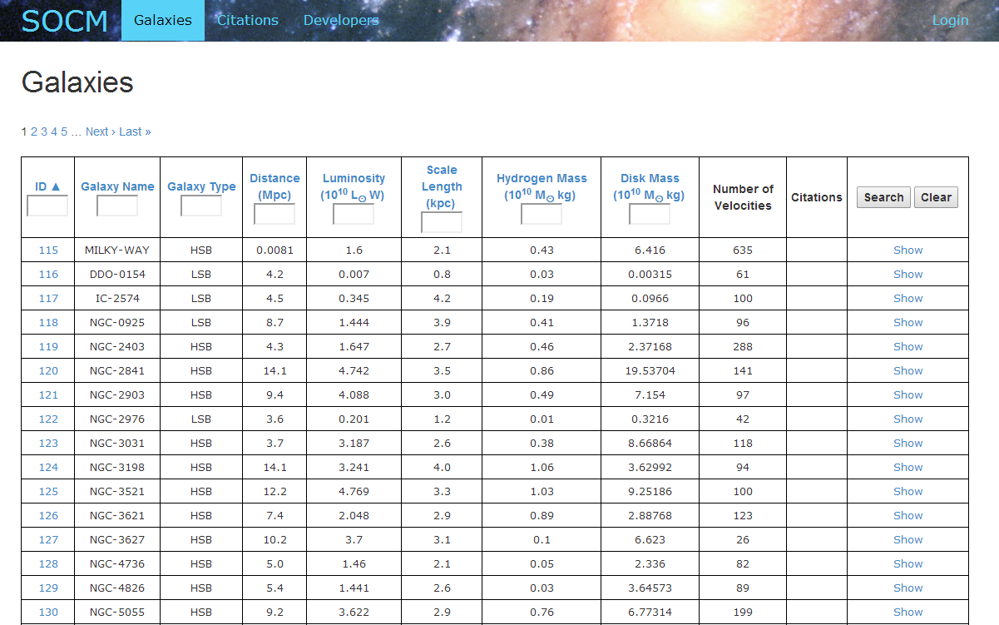 SOCM Galaxies Citations Developers Login
Galaxies
1 2 3 4 5 … Next › Last »
ID ▲ Galaxy Name Galaxy Type Distance (Mpc) Luminosity (10^10 L⊙ W) Scale Length (kpc) Hydrogen Mass (10^10 M⊙ kg) Disk Mass (10^10 M⊙ kg) Number of Velocities Citations Search Clear
115 MILKY-WAY HSB 0.0081 1.6 2.1 0.43 6.416 635 Show
116 DDO-0154 LSB 4.2 0.007 0.8 0.03 0.00315 61 Show
117 IC-2574 LSB 4.5 0.345 4.2 0.19 0.0966 100 Show
118 NGC-0925 LSB 8.7 1.444 3.9 0.41 1.3718 96 Show
119 NGC-2403 HSB 4.3 1.647 2.7 0.46 2.37168 288 Show
120 NGC-2841 HSB 14.1 4.742 3.5 0.86 19.53704 141 Show
121 NGC-2903 HSB 9.4 4.088 3.0 0.49 7.154 97 Show
122 NGC-2976 LSB 3.6 0.201 1.2 0.01 0.3216 42 Show
123 NGC-3031 HSB 3.7 3.187 2.6 0.38 8.66864 118 Show
124 NGC-3198 HSB 14.1 3.241 4.0 1.06 3.62992 94 Show
125 NGC-3521 HSB 12.2 4.769 3.3 1.03 9.25186 100 Show
126 NGC-3621 HSB 7.4 2.048 2.9 0.89 2.88768 123 Show
127 NGC-3627 HSB 10.2 3.7 3.1 0.1 6.623 26 Show
128 NGC-4736 HSB 5.0 1.46 2.1 0.05 2.336 82 Show
129 NGC-4826 HSB 5.4 1.441 2.6 0.03 3.64573 89 Show
130 NGC-5055 HSB 9.2 3.622 2.9 0.76 6.77314 199 Show